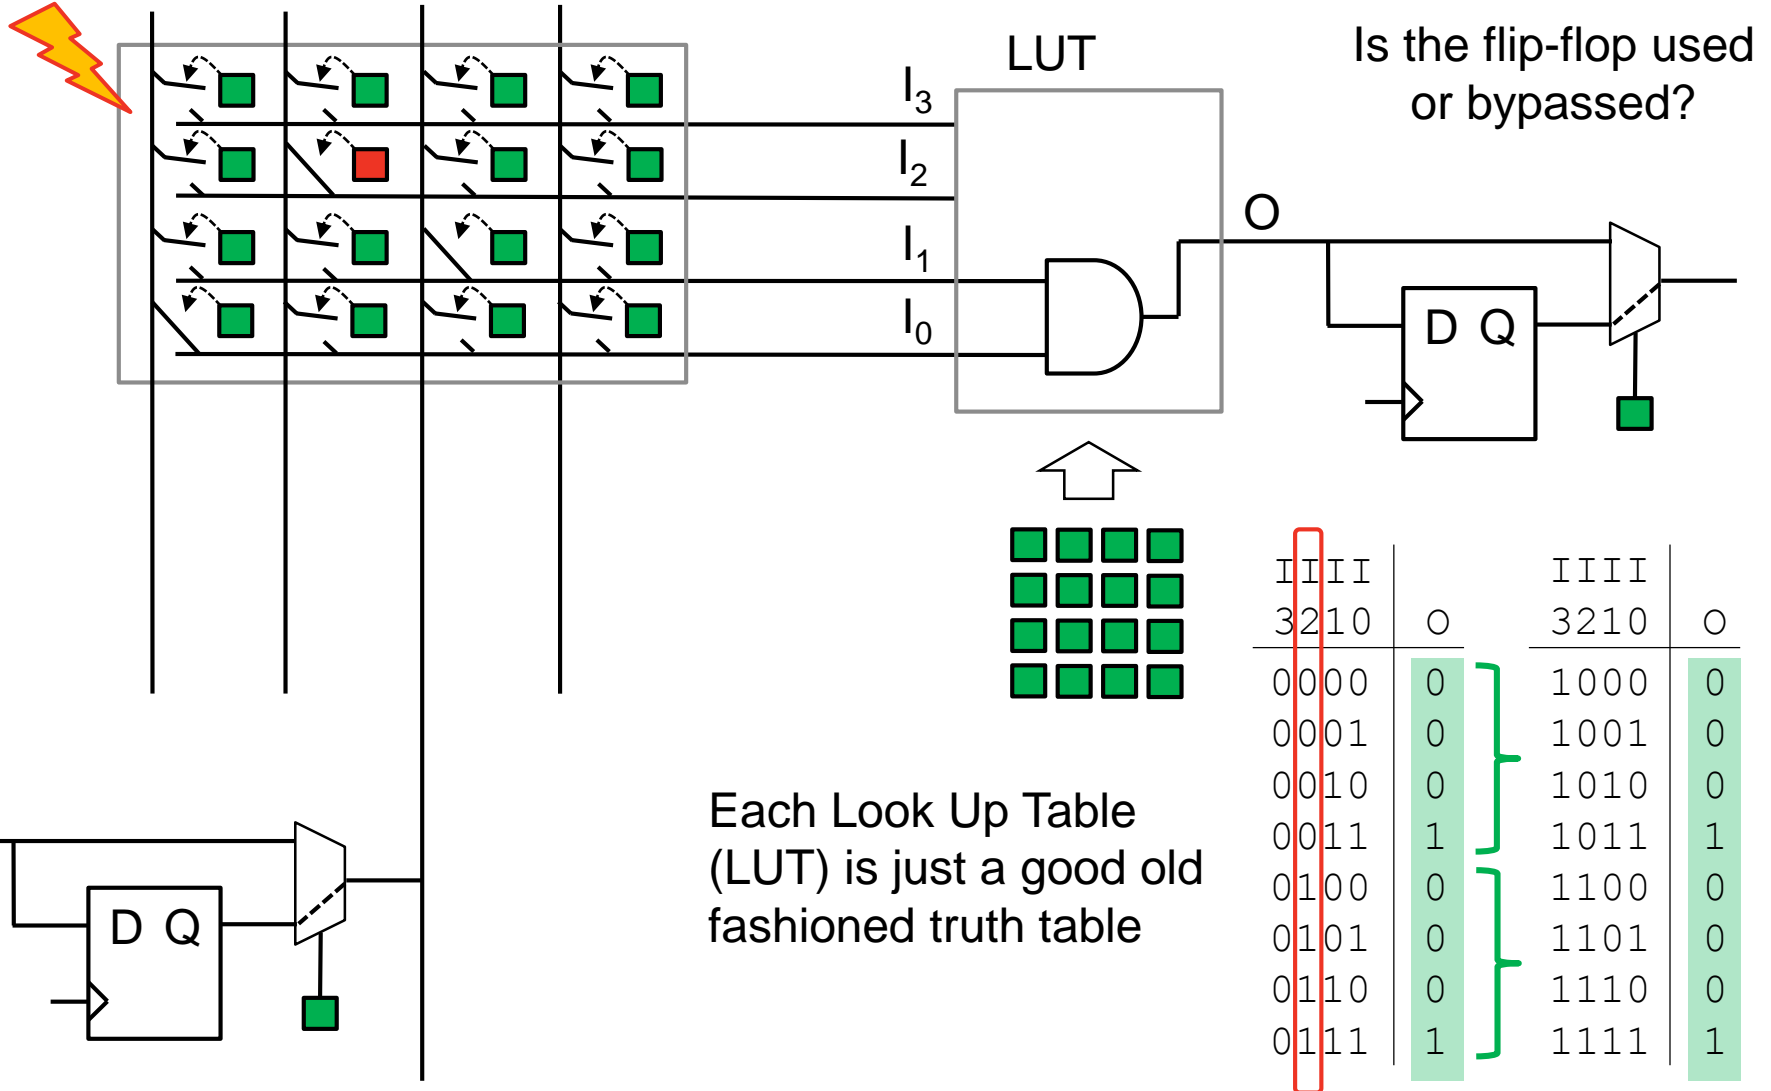 LUT
Is the flip-flop used
or bypassed?
I3
I2
I1
I0
O
D Q
IIII
3210 O
0000 0
0001 0
0010 0
0011 1
0100 0
0101 0
0110 0
0111 1
IIII
3210 O
1000 0
1001 0
1010 0
1011 1
1100 0
1101 0
1110 0
1111 1
Each Look Up Table
(LUT) is just a good old
fashioned truth table
D Q